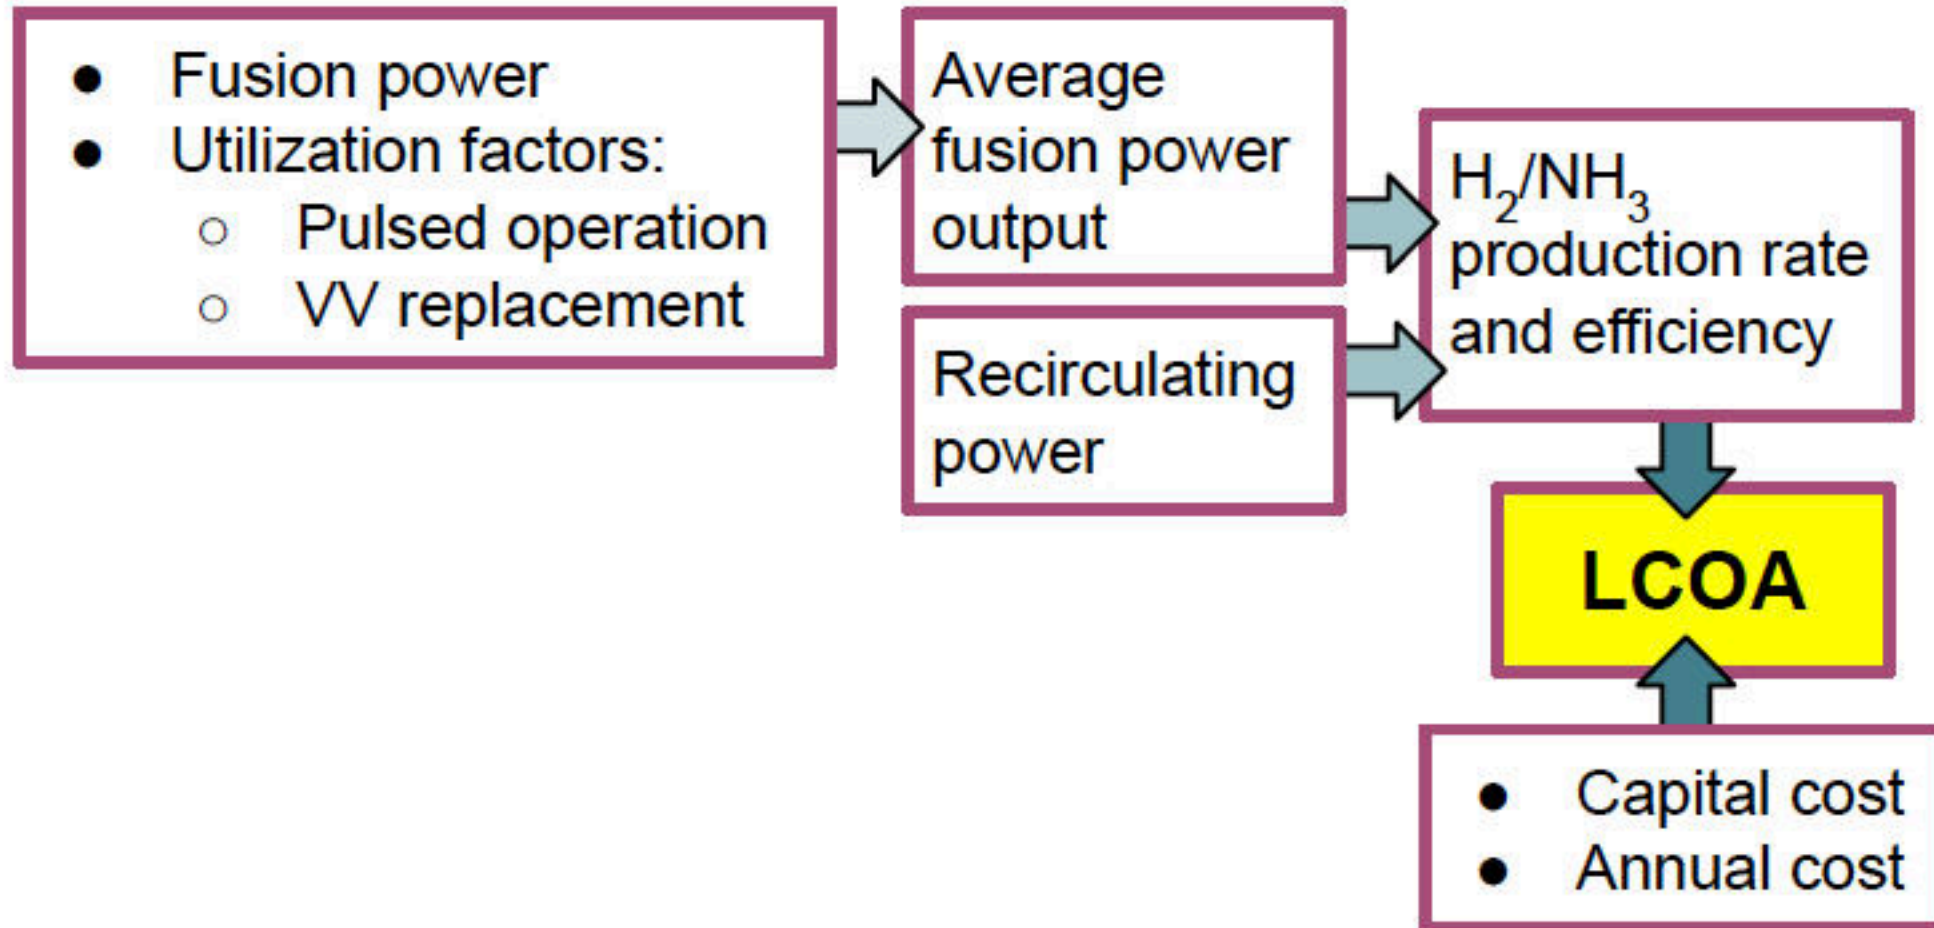 ● Fusion power
● Utilization factors:
○ Pulsed operation
○ VV replacement
Average
fusion power
output
Recirculating
power
H₂/NH₃
production rate
and efficiency
LCOA
● Capital cost
● Annual cost